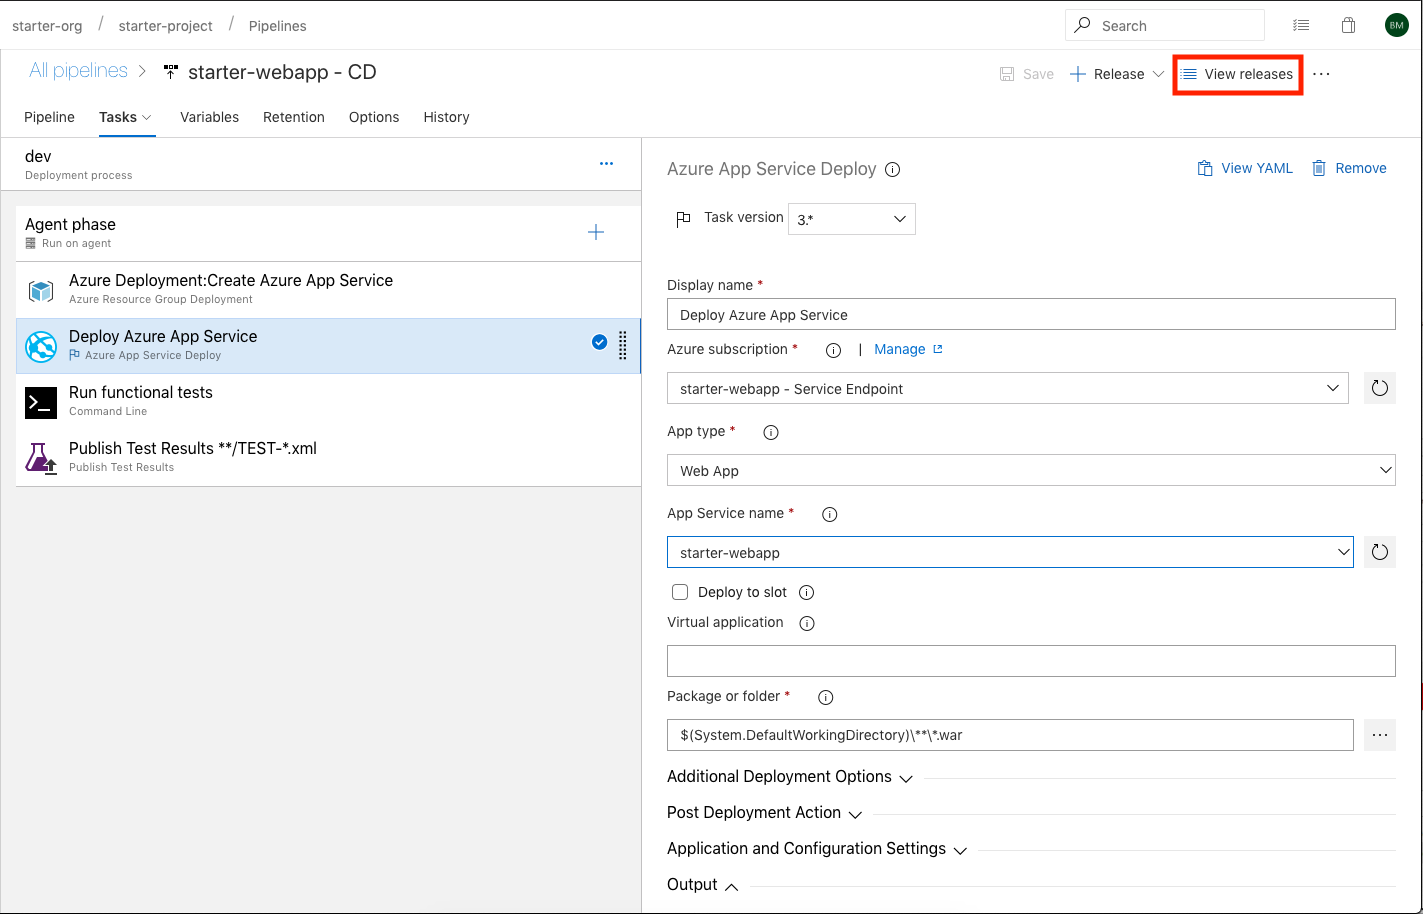 starter-org / starter-project / Pipelines
Search
BM
All pipelines > starter-webapp - CD
Save
+ Release
View releases
...
Pipeline Tasks Variables Retention Options History
dev
Deployment process
...
Agent phase
Run on agent
Azure Deployment:Create Azure App Service
Azure Resource Group Deployment
Deploy Azure App Service
Azure App Service Deploy
Run functional tests
Command Line
Publish Test Results **/TEST-*.xml
Publish Test Results
Azure App Service Deploy
View YAML
Remove
Task version
3.*
Display name *
Deploy Azure App Service
Azure subscription * | Manage
starter-webapp - Service Endpoint
App type *
Web App
App Service name *
starter-webapp
Deploy to slot
Virtual application
Package or folder *
$(System.DefaultWorkingDirectory)\**\*.war
...
Additional Deployment Options
Post Deployment Action
Application and Configuration Settings
Output